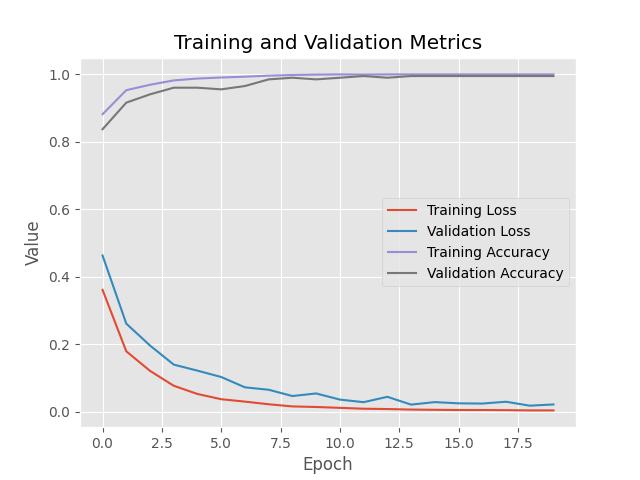 Training and Validation Metrics
1.0
0.8
0.6
0.4
0.2
0.0
Value
Training Loss
Validation Loss
Training Accuracy
Validation Accuracy
0.0 2.5 5.0 7.5 10.0 12.5 15.0 17.5
Epoch